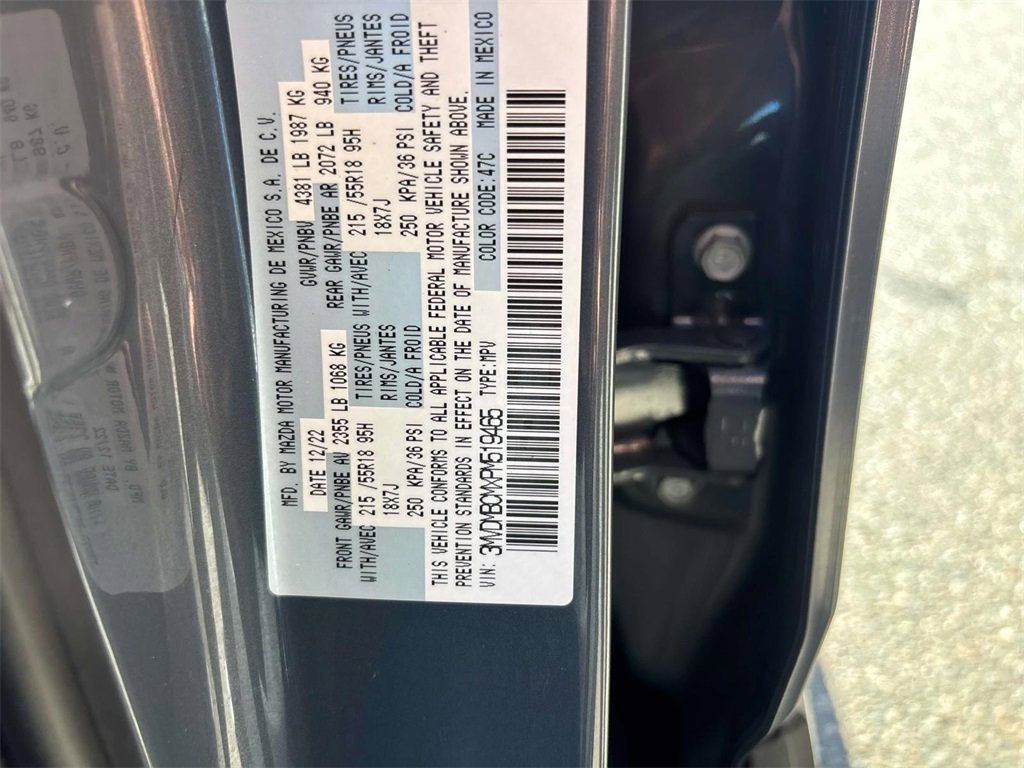 MFD. BY MAZDA MOTOR MANUFACTURING DE MEXICO S.A. DE C.V.
DATE 12/22 GVWR/PNBV 4381 LB 1987 KG
FRONT GAWR/PNBE AV 2355 LB 1068 KG REAR GAWR/PNBE AR 2072 LB 940 KG
WITH/AVEC 215 /55R18 95H TIRES/PNEUS WITH/AVEC 215 /55R18 95H TIRES/PNEUS
18X7J RIMS/JANTES 18X7J RIMS/JANTES
250 KPA/36 PSI COLD/A FROID 250 KPA/36 PSI COLD/A FROID
THIS VEHICLE CONFORMS TO ALL APPLICABLE FEDERAL MOTOR VEHICLE SAFETY AND THEFT
PREVENTION STANDARDS IN EFFECT ON THE DATE OF MANUFACTURE SHOWN ABOVE.
VIN: 3MVDMBCMXPM519465 TYPE:MPV COLOR CODE:47C MADE IN MEXICO